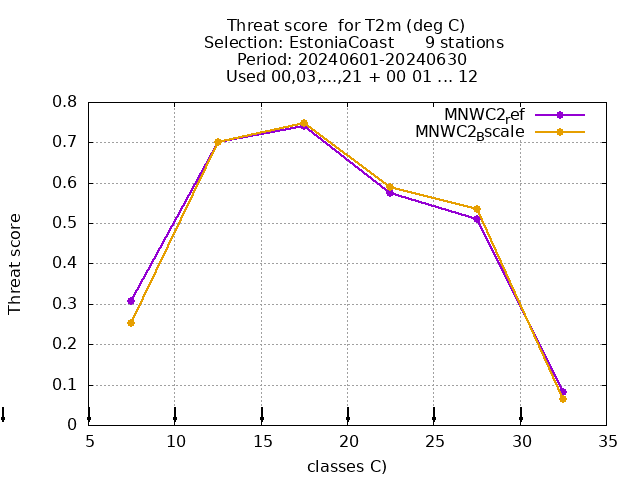 Threat score  for T2m (deg C)
Selection: EstoniaCoast      9 stations
Period: 20240601-20240630
Used 00,03,...,21 + 00 01 ... 12
MNWC2ref
MNWC2Bscale
0.8
0.7
0.6
0.5
0.4
0.3
0.2
0.1
0
Threat score
5 10 15 20 25 30 35
classes C)